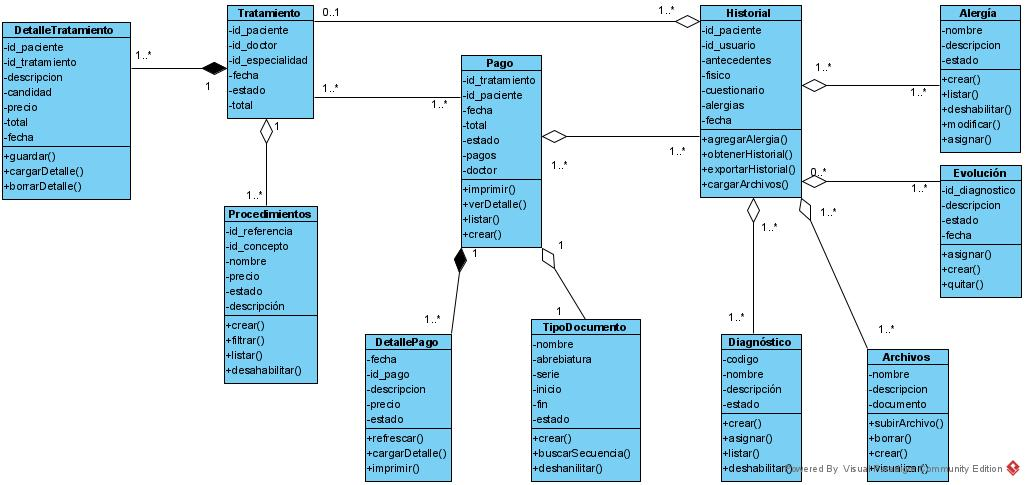 DetalleTratamiento
-id_paciente
-id_tratamiento
-descripcion
-candidad
-precio
-total
-fecha
+guardar()
+cargarDetalle()
+borrarDetalle()
1..*
1
Tratamiento
-id_paciente
-id_doctor
-id_especialidad
-fecha
-estado
-total
0..1
1..*
1..*
1..*
1
1..*
Procedimientos
-id_referencia
-id_concepto
-nombre
-precio
-estado
-descripción
+crear()
+filtrar()
+listar()
+desahabilitar()
Pago
-id_tratamiento
-id_paciente
-fecha
-total
-estado
-pagos
-doctor
+imprimir()
+verDetalle()
+listar()
+crear()
1..*
1..*
1
1..*
1
1
DetallePago
-fecha
-id_pago
-descripcion
-precio
-estado
+refrescar()
+cargarDetalle()
+imprimir()
TipoDocumento
-nombre
-abrebiatura
-serie
-inicio
-fin
-estado
+crear()
+buscarSecuencia()
+deshanilitar()
Historial
-id_paciente
-id_usuario
-antecedentes
-fisico
-cuestionario
-alergias
-fecha
+agregarAlergia()
+obtenerHistorial()
+exportarHistorial()
+cargarArchivos()
1..*
1..*
0..*
1..*
1..*
1..*
1..*
1..*
Alergía
-nombre
-descripcion
-estado
+crear()
+listar()
+deshabilitar()
+modificar()
+asignar()
Evolución
-id_diagnostico
-descripcion
-estado
-fecha
+asignar()
+crear()
+quitar()
Diagnóstico
-codigo
-nombre
-descripción
-estado
+crear()
+asignar()
+listar()
+deshabilitar()
Archivos
-nombre
-descripcion
-documento
+subirArchivo()
+borrar()
+crear()
Powered By Visual Paradigm Community Edition